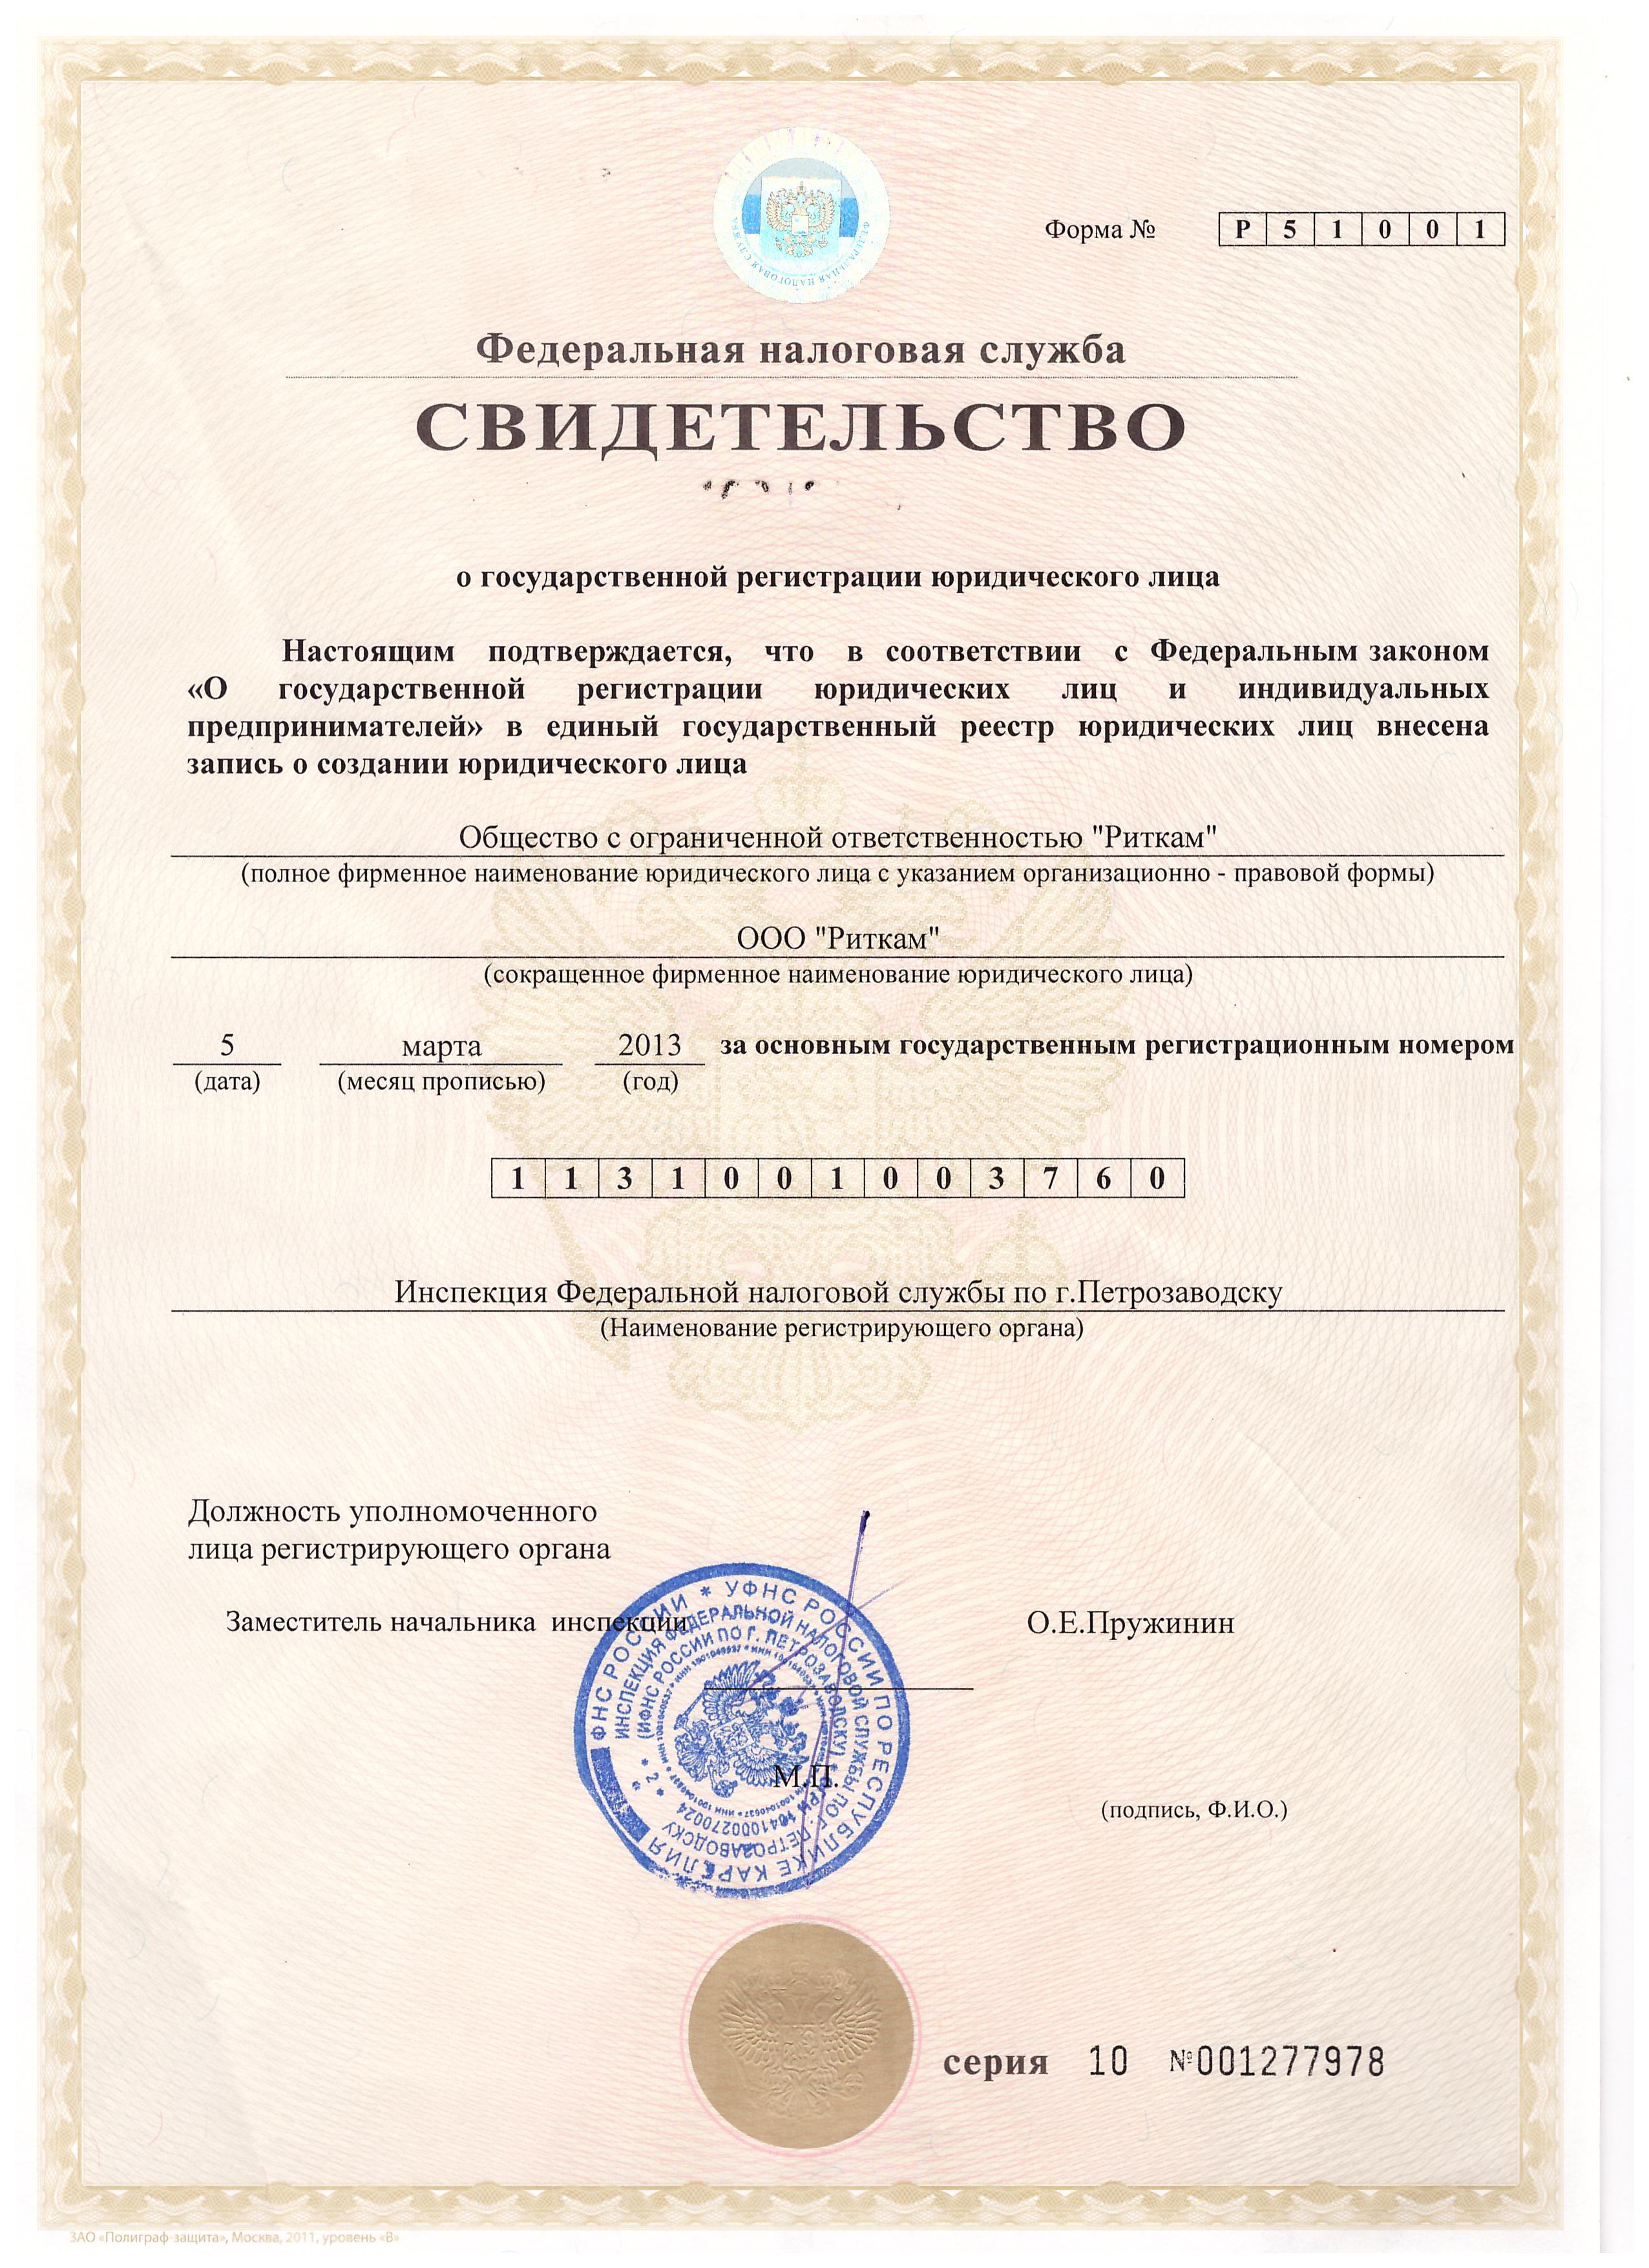 ФЕДЕРАЛЬНАЯ НАЛОГОВАЯ СЛУЖБА
Форма № Р 5 1 0 0 1
Федеральная налоговая служба
СВИДЕТЕЛЬСТВО
о государственной регистрации юридического лица
Настоящим подтверждается, что в соответствии с Федеральным законом
«О государственной регистрации юридических лиц и индивидуальных
предпринимателей» в единый государственный реестр юридических лиц внесена
запись о создании юридического лица
Общество с ограниченной ответственностью "Риткам"
(полное фирменное наименование юридического лица с указанием организационно - правовой формы)
ООО "Риткам"
(сокращенное фирменное наименование юридического лица)
5 марта 2013 за основным государственным регистрационным номером
(дата) (месяц прописью) (год)
1 1 3 1 0 0 1 0 0 3 7 6 0
Инспекция Федеральной налоговой службы по г.Петрозаводску
(Наименование регистрирующего органа)
Должность уполномоченного
лица регистрирующего органа
Заместитель начальника инспекции О.Е.Пружинин
ФНС РОССИИ * УФНС РОССИИ ПО РЕСПУБЛИКЕ КАРЕЛИЯ
ИНСПЕКЦИЯ ФЕДЕРАЛЬНОЙ НАЛОГОВОЙ СЛУЖБЫ ПО Г. ПЕТРОЗАВОДСКУ
(ИФНС РОССИИ ПО Г. ПЕТРОЗАВОДСКУ) * ОГРН 1041000270024
* 2 *
М.П.
(подпись, Ф.И.О.)
серия 10 №001277978
ЗАО «Полиграф-защита», Москва, 2011, уровень «В»